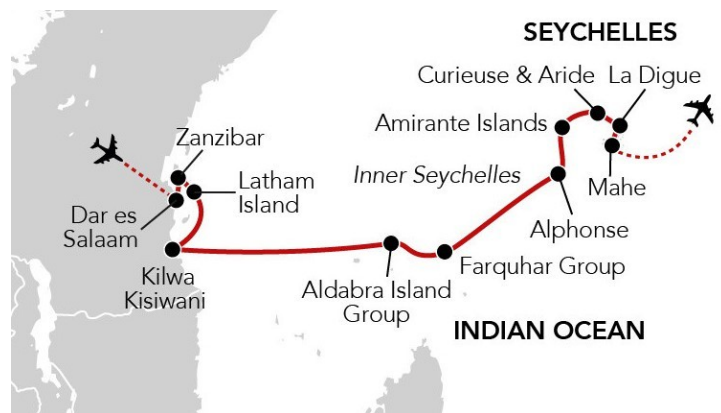 SEYCHELLES
Curieuse & Aride
La Digue
Amirante Islands
Zanzibar
Inner Seychelles
Latham
Island
Mahe
Dar es
Salaam
Alphonse
Kilwa
Kisiwani
Farquhar Group
Aldabra Island
Group
INDIAN OCEAN